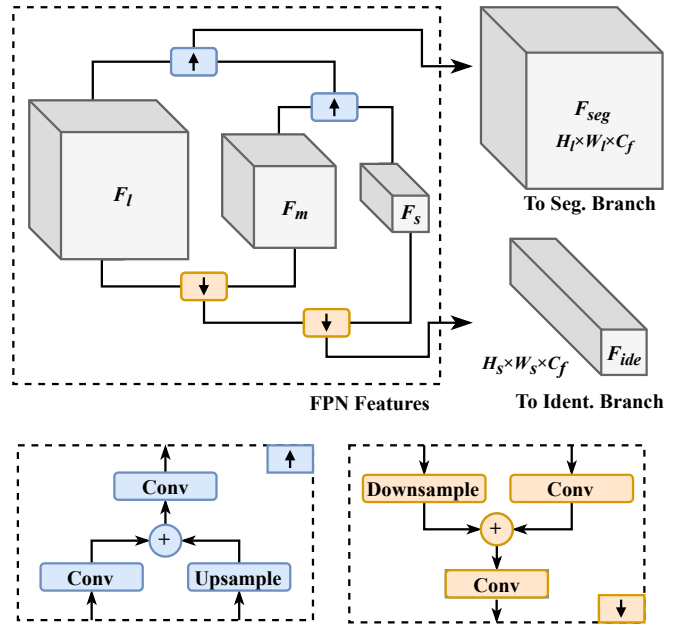 F_l
F_m
F_s
F_seg
H_l×W_l×C_f
To Seg. Branch
H_s×W_s×C_f
F_ide
FPN Features
To Ident. Branch
Conv
+
Conv
Upsample
Downsample
Conv
+
Conv